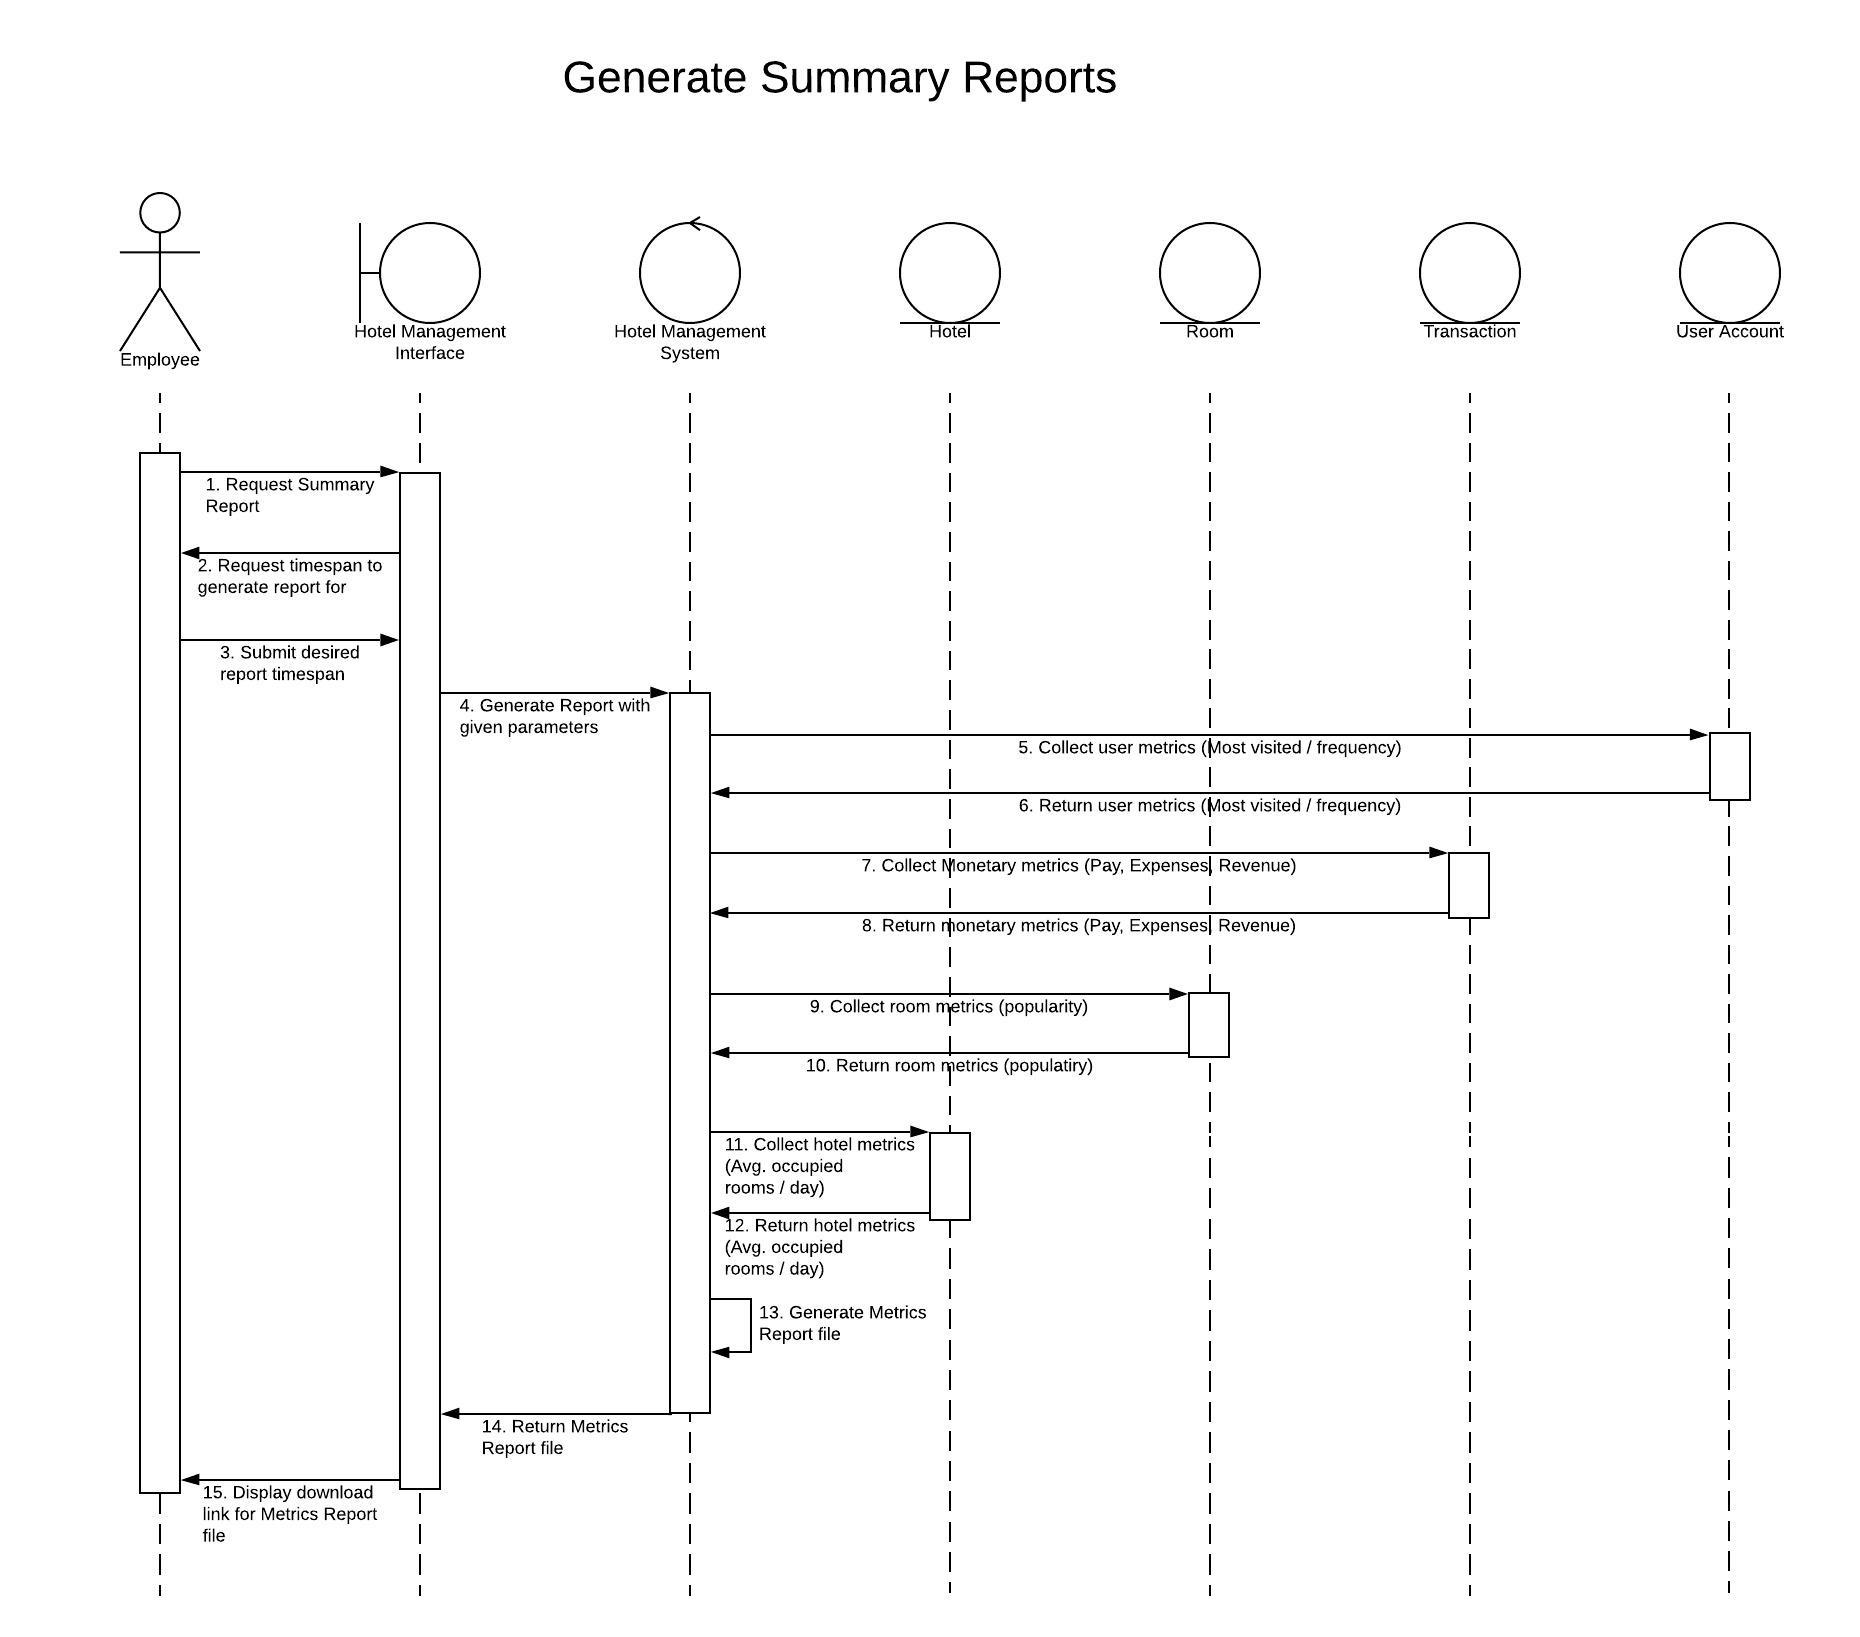 Generate Summary Reports
Employee
Hotel Management
Interface
Hotel Management
System
Hotel
Room
Transaction
User Account
1. Request Summary
Report
2. Request timespan to
generate report for
3. Submit desired
report timespan
4. Generate Report with
given parameters
5. Collect user metrics (Most visited / frequency)
6. Return user metrics (Most visited / frequency)
7. Collect Monetary metrics (Pay, Expenses, Revenue)
8. Return monetary metrics (Pay, Expenses, Revenue)
9. Collect room metrics (popularity)
10. Return room metrics (populatiry)
11. Collect hotel metrics
(Avg. occupied
rooms / day)
12. Return hotel metrics
(Avg. occupied
rooms / day)
13. Generate Metrics
Report file
14. Return Metrics
Report file
15. Display download
link for Metrics Report
file